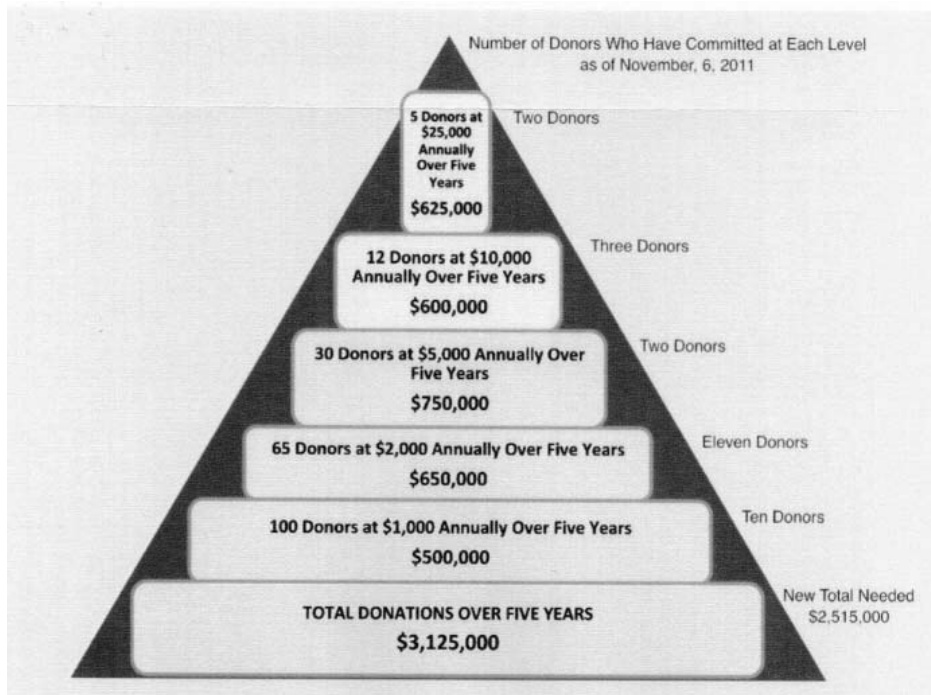 Number of Donors Who Have Committed at Each Level
as of November, 6, 2011
5 Donors at
$25,000
Annually
Over Five
Years
$625,000
Two Donors
12 Donors at $10,000
Annually Over Five Years
$600,000
Three Donors
30 Donors at $5,000 Annually Over
Five Years
$750,000
Two Donors
65 Donors at $2,000 Annually Over Five Years
$650,000
Eleven Donors
100 Donors at $1,000 Annually Over Five Years
$500,000
Ten Donors
TOTAL DONATIONS OVER FIVE YEARS
$3,125,000
New Total Needed
$2,515,000